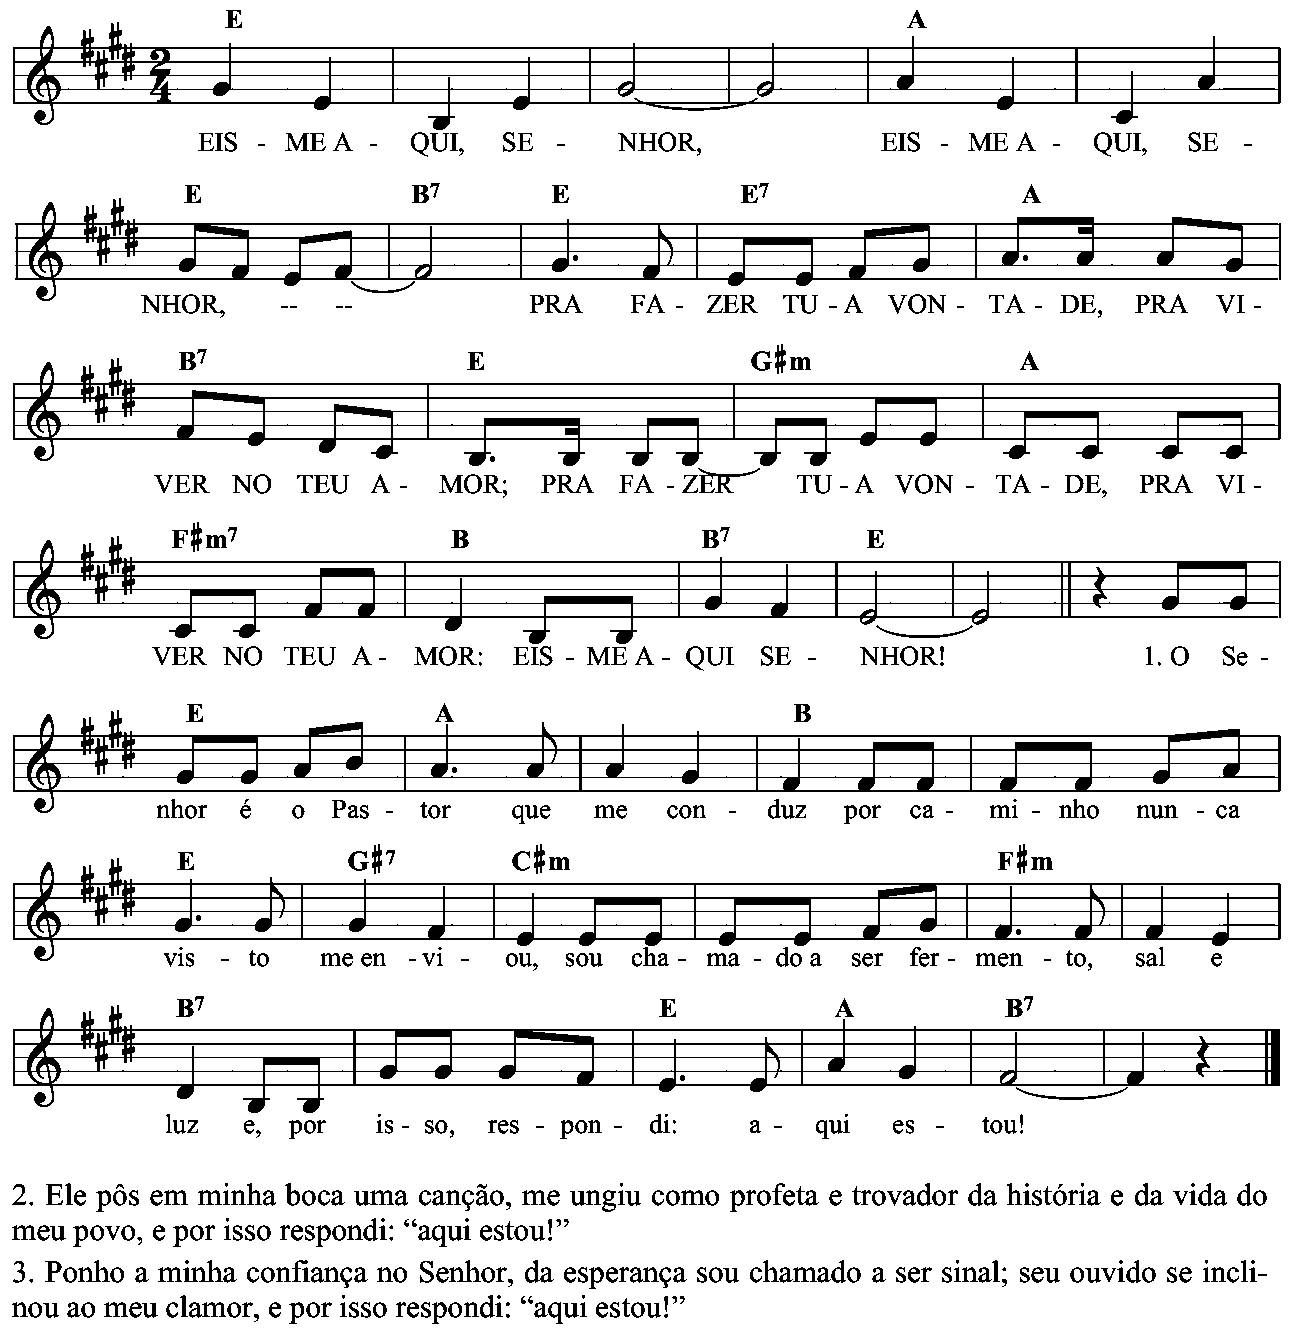 E A
2 4
EIS - ME A - QUI, SE - NHOR, EIS - ME A - QUI, SE -
E B7 E E7 A
NHOR, -- -- PRA FA - ZER TU - A VON - TA - DE, PRA VI -
B7 E G#m A
VER NO TEU A - MOR; PRA FA - ZER TU - A VON - TA - DE, PRA VI -
F#m7 B B7 E
VER NO TEU A - MOR: EIS - ME A - QUI SE - NHOR! 1. O Se -
E A B
nhor é o Pas - tor que me con - duz por ca - mi - nho nun - ca
E G#7 C#m F#m
vis - to me en - vi - ou, sou cha - ma - do a ser fer - men - to, sal e
B7 E A B7
luz e, por is - so, res - pon - di: a - qui es - tou!
2. Ele pôs em minha boca uma canção, me ungiu como profeta e trovador da história e da vida do
meu povo, e por isso respondi: “aqui estou!”
3. Ponho a minha confiança no Senhor, da esperança sou chamado a ser sinal; seu ouvido se incli-
nou ao meu clamor, e por isso respondi: “aqui estou!”